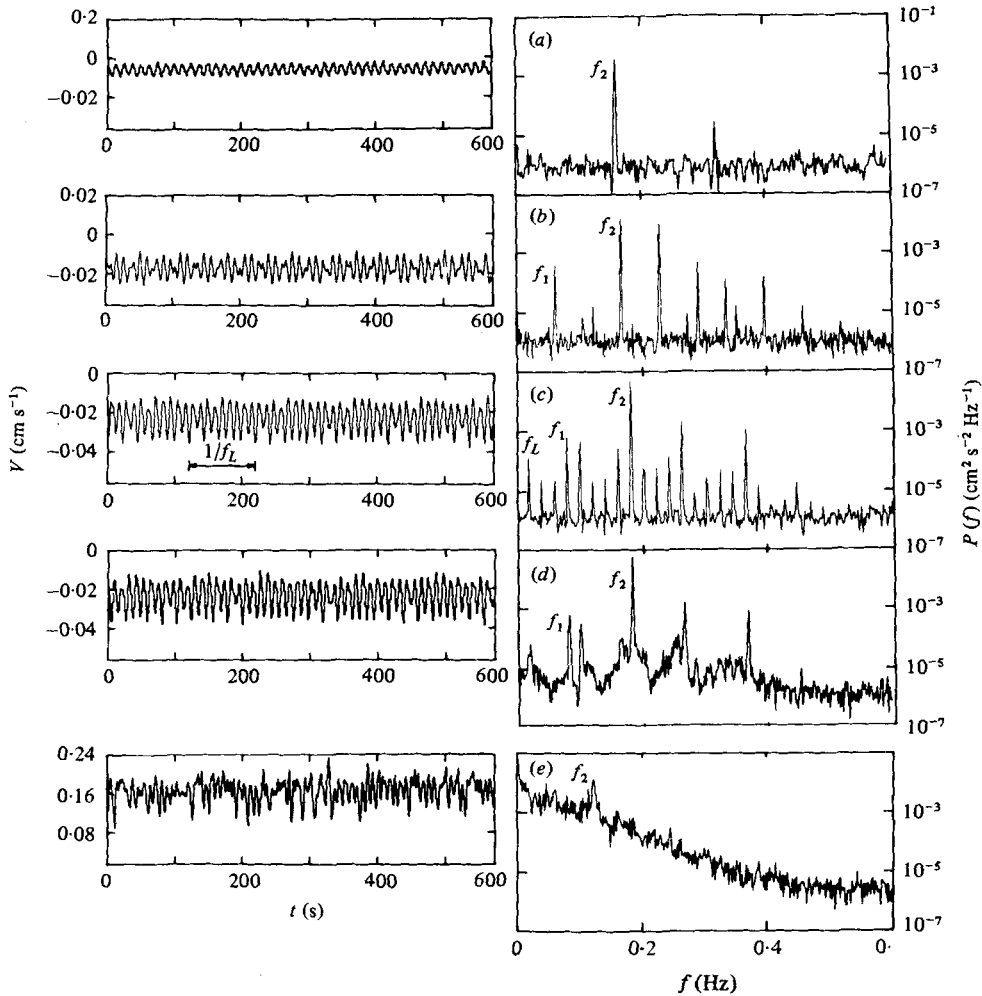 0·2
0
−0·02
0 200 400 600
(a)
f₂
10⁻¹
10⁻³
10⁻⁵
10⁻⁷
0·02
0
−0·02
0 200 400 600
(b)
f₁
f₂
10⁻³
10⁻⁵
10⁻⁷
0
−0·02
−0·04
1/f_L
0 200 400 600
(c)
f_L
f₁
f₂
10⁻³
10⁻⁵
10⁻⁷
0
−0·02
−0·04
0 200 400 600
(d)
f₁
f₂
10⁻³
10⁻⁵
10⁻⁷
0·24
0·16
0·08
0 200 400 600
t (s)
(e)
f₂
10⁻³
10⁻⁵
10⁻⁷
0 0·2 0·4 0·
f (Hz)
V (cm s⁻¹)
P(f) (cm² s⁻² Hz⁻¹)